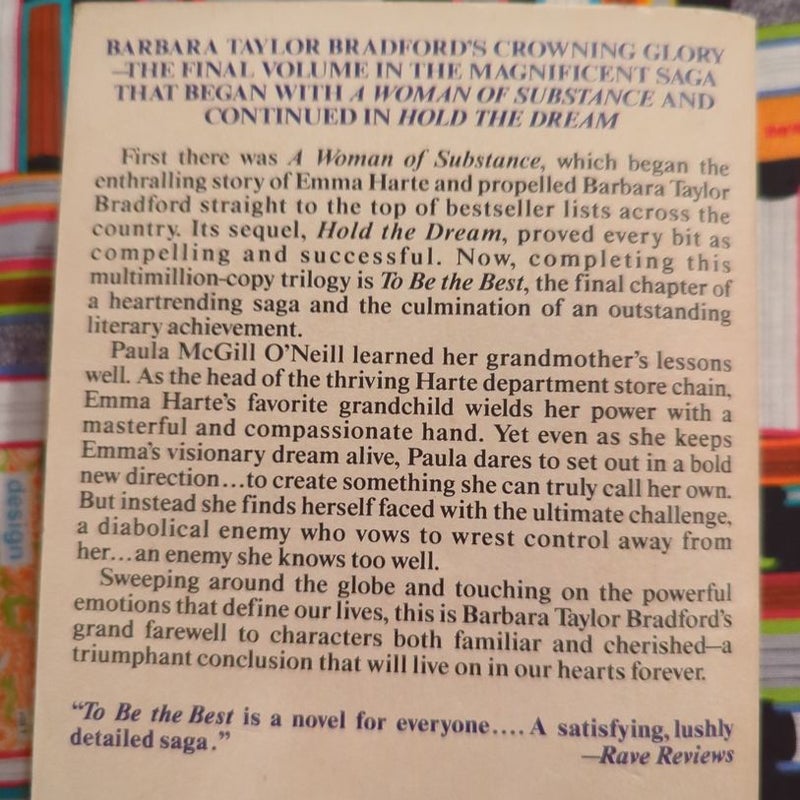 BARBARA TAYLOR BRADFORD'S CROWNING GLORY
—THE FINAL VOLUME IN THE MAGNIFICENT SAGA
THAT BEGAN WITH A WOMAN OF SUBSTANCE AND
CONTINUED IN HOLD THE DREAM
First there was A Woman of Substance, which began the
enthralling story of Emma Harte and propelled Barbara Taylor
Bradford straight to the top of bestseller lists across the
country. Its sequel, Hold the Dream, proved every bit as
compelling and successful. Now, completing this
multimillion-copy trilogy is To Be the Best, the final chapter of
a heartrending saga and the culmination of an outstanding
literary achievement.
Paula McGill O'Neill learned her grandmother's lessons
well. As the head of the thriving Harte department store chain,
Emma Harte's favorite grandchild wields her power with a
masterful and compassionate hand. Yet even as she keeps
Emma's visionary dream alive, Paula dares to set out in a bold
new direction...to create something she can truly call her own.
But instead she finds herself faced with the ultimate challenge,
a diabolical enemy who vows to wrest control away from
her...an enemy she knows too well.
Sweeping around the globe and touching on the powerful
emotions that define our lives, this is Barbara Taylor Bradford's
grand farewell to characters both familiar and cherished—a
triumphant conclusion that will live on in our hearts forever.
"To Be the Best is a novel for everyone.... A satisfying, lushly
detailed saga."
—Rave Reviews
design